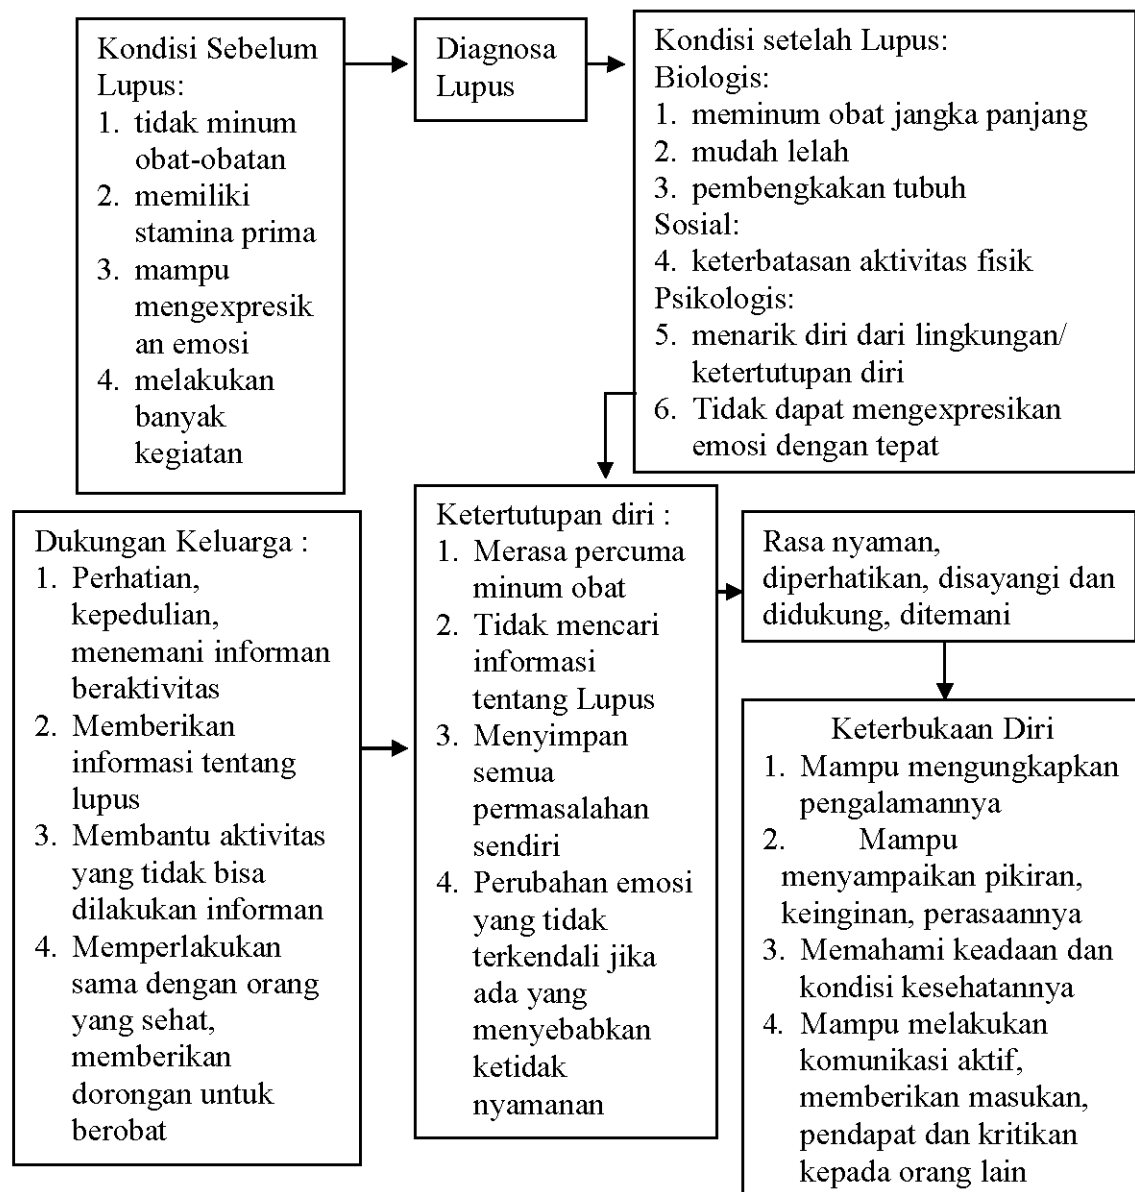 Kondisi Sebelum
Lupus:
1. tidak minum
obat-obatan
2. memiliki
stamina prima
3. mampu
mengexpresik
an emosi
4. melakukan
banyak
kegiatan
Diagnosa
Lupus
Kondisi setelah Lupus:
Biologis:
1. meminum obat jangka panjang
2. mudah lelah
3. pembengkakan tubuh
Sosial:
4. keterbatasan aktivitas fisik
Psikologis:
5. menarik diri dari lingkungan/
ketertutupan diri
6. Tidak dapat mengexpresikan
emosi dengan tepat
Dukungan Keluarga :
1. Perhatian,
kepedulian,
menemani informan
beraktivitas
2. Memberikan
informasi tentang
lupus
3. Membantu aktivitas
yang tidak bisa
dilakukan informan
4. Memperlakukan
sama dengan orang
yang sehat,
memberikan
dorongan untuk
berobat
Ketertutupan diri :
1. Merasa percuma
minum obat
2. Tidak mencari
informasi
tentang Lupus
3. Menyimpan
semua
permasalahan
sendiri
4. Perubahan emosi
yang tidak
terkendali jika
ada yang
menyebabkan
ketidak
nyamanan
Rasa nyaman,
diperhatikan, disayangi dan
didukung, ditemani
Keterbukaan Diri
1. Mampu mengungkapkan
pengalamannya
2. Mampu
menyampaikan pikiran,
keinginan, perasaannya
3. Memahami keadaan dan
kondisi kesehatannya
4. Mampu melakukan
komunikasi aktif,
memberikan masukan,
pendapat dan kritikan
kepada orang lain